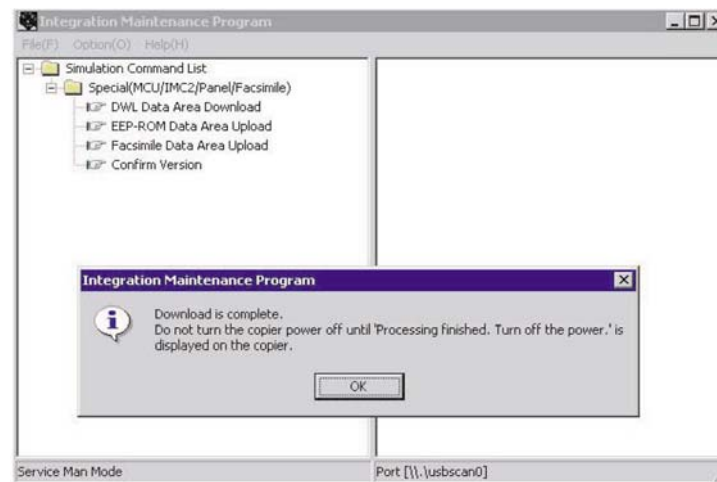 Integration Maintenance Program
File(F) Option(O) Help(H)
Simulation Command List
Special(MCU/IMC2/Panel/Facsimile)
DWL Data Area Download
EEP-ROM Data Area Upload
Facsimile Data Area Upload
Confirm Version
Integration Maintenance Program
Download is complete.
Do not turn the copier power off until 'Processing finished. Turn off the power.' is
displayed on the copier.
OK
Service Man Mode
Port [\\.\usbscan0]